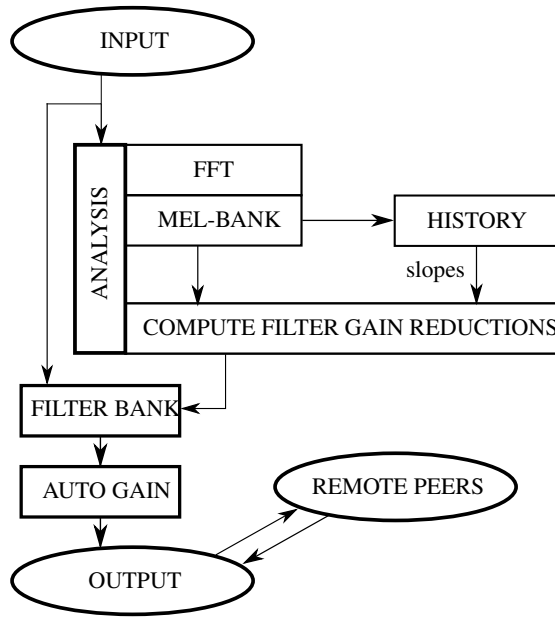 INPUT
ANALYSIS
FFT
MEL-BANK
HISTORY
slopes
COMPUTE FILTER GAIN REDUCTIONS
FILTER BANK
AUTO GAIN
REMOTE PEERS
OUTPUT